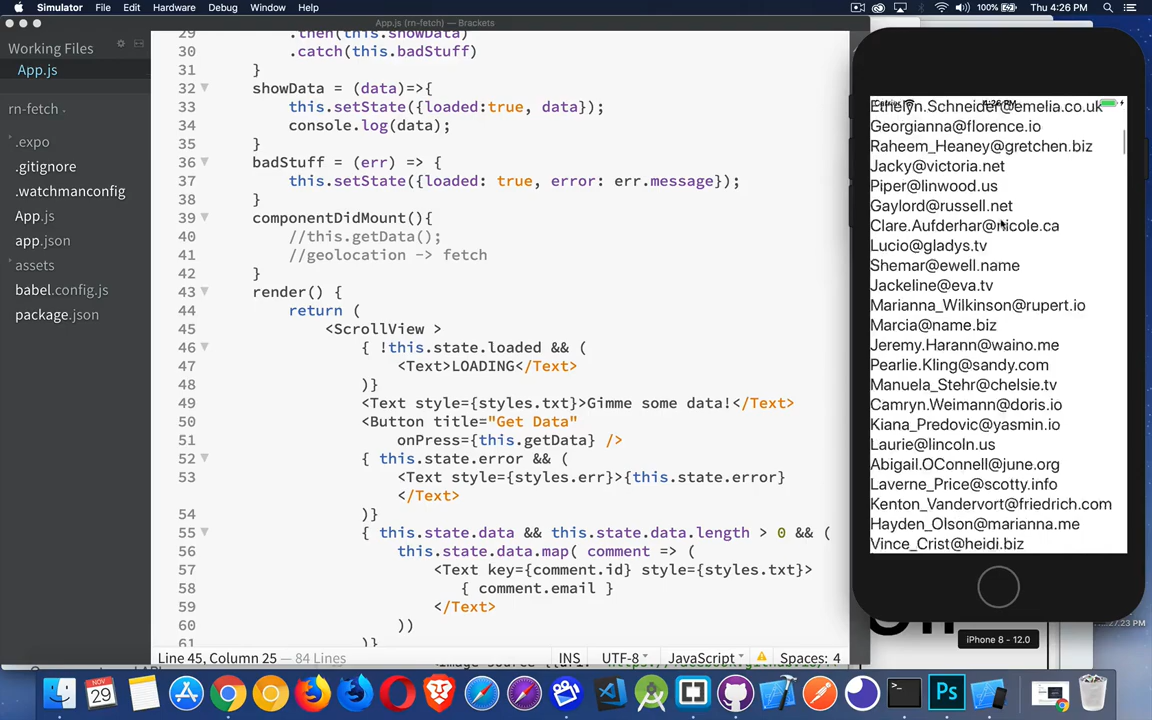 Simulator File Edit Hardware Debug Window Help 100% Thu 4:26 PM
App.js (rn-fetch) — Brackets
Working Files
App.js
rn-fetch
.expo
.gitignore
.watchmanconfig
App.js
app.json
assets
babel.config.js
package.json
29 .then(this.showData)
30 .catch(this.badStuff)
31 }
32 showData = (data)=>{
33 this.setState({loaded:true, data});
34 console.log(data);
35 }
36 badStuff = (err) => {
37 this.setState({loaded: true, error: err.message});
38 }
39 componentDidMount(){
40 //this.getData();
41 //geolocation -> fetch
42 }
43 render() {
44 return (
45 <ScrollView >
46 { !this.state.loaded && (
47 <Text>LOADING</Text>
48 )}
49 <Text style={styles.txt}>Gimme some data!</Text>
50 <Button title="Get Data"
51 onPress={this.getData} />
52 { this.state.error && (
53 <Text style={styles.err}>{this.state.error}
</Text>
54 )}
55 { this.state.data && this.state.data.length > 0 && (
56 this.state.data.map( comment => (
57 <Text key={comment.id} style={styles.txt}>
58 { comment.email }
59 </Text>
60 ))
61 )}
Line 45, Column 25 — 84 Lines INS UTF-8 JavaScript Spaces: 4
Ethelyn.Schneider@emelia.co.uk
Georgianna@florence.io
Raheem_Heaney@gretchen.biz
Jacky@victoria.net
Piper@linwood.us
Gaylord@russell.net
Clare.Aufderhar@nicole.ca
Lucio@gladys.tv
Shemar@ewell.name
Jackeline@eva.tv
Marianna_Wilkinson@rupert.io
Marcia@name.biz
Jeremy.Harann@waino.me
Pearlie.Kling@sandy.com
Manuela_Stehr@chelsie.tv
Camryn.Weimann@doris.io
Kiana_Predovic@yasmin.io
Laurie@lincoln.us
Abigail.OConnell@june.org
Laverne_Price@scotty.info
Kenton_Vandervort@friedrich.com
Hayden_Olson@marianna.me
Vince_Crist@heidi.biz
iPhone 8 - 12.0
NOV
29
Ps